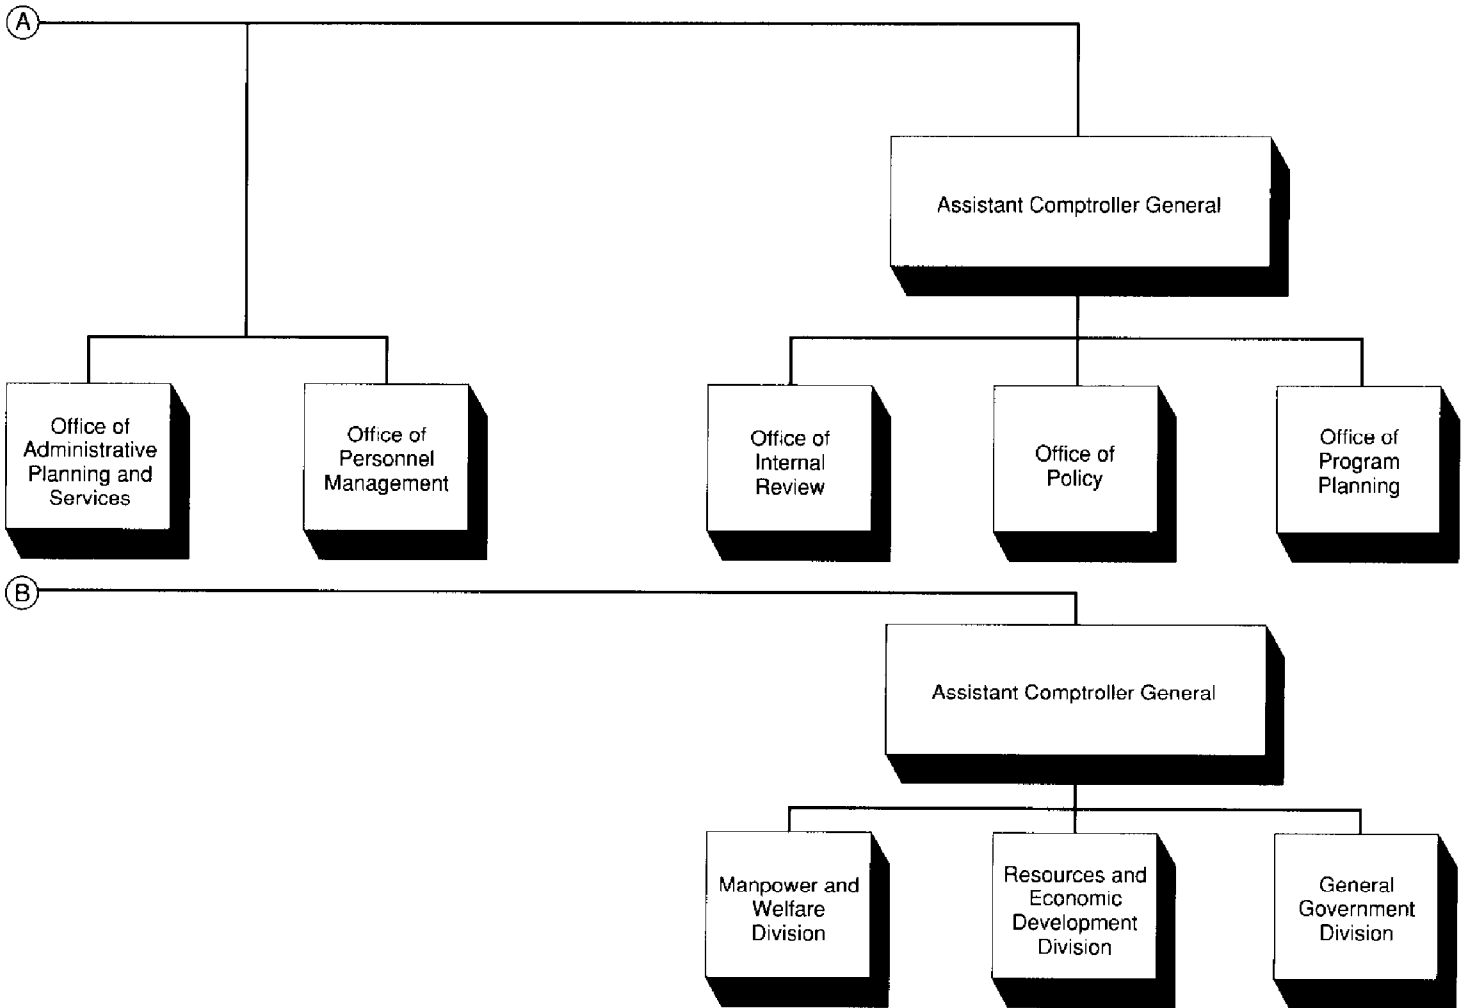 A
Assistant Comptroller General
Office of
Administrative
Planning and
Services
Office of
Personnel
Management
Office of
Internal
Review
Office of
Policy
Office of
Program
Planning
B
Assistant Comptroller General
Manpower and
Welfare
Division
Resources and
Economic
Development
Division
General
Government
Division